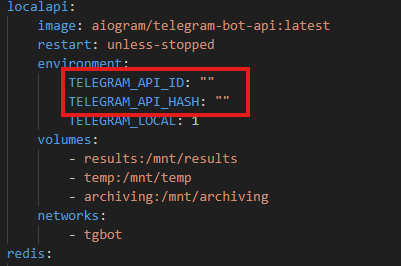 localapi:
image: aiogram/telegram-bot-api:latest
restart: unless-stopped
environment:
TELEGRAM_API_ID: ""
TELEGRAM_API_HASH: ""
TELEGRAM_LOCAL: 1
volumes:
- results:/mnt/results
- temp:/mnt/temp
- archiving:/mnt/archiving
networks:
- tgbot
redis: